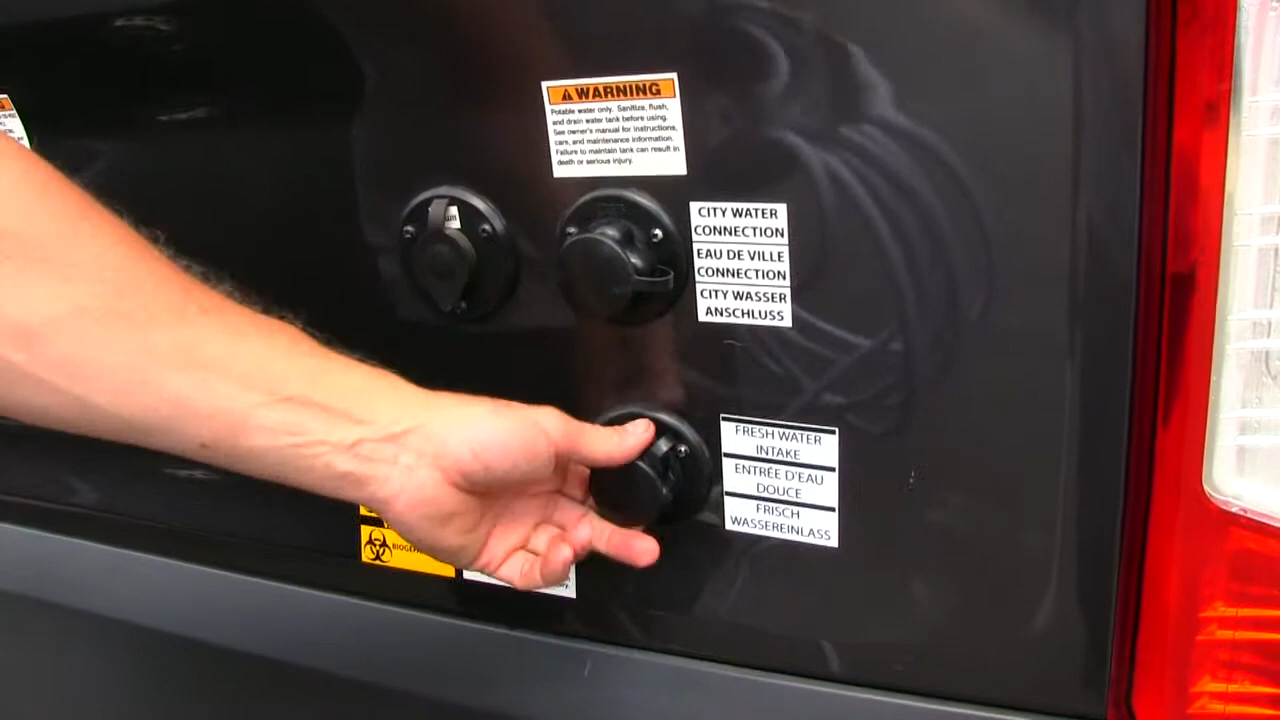 WARNING
Potable water only. Sanitize, flush,
and drain water tank before using.
See owner's manual for instructions,
care, and maintenance information.
Failure to maintain tank can result in
death or serious injury.
CITY WATER
CONNECTION
EAU DE VILLE
CONNECTION
CITY WASSER
ANSCHLUSS
FRESH WATER
INTAKE
ENTRÉE D'EAU
DOUCE
FRISCH
WASSEREINLASS